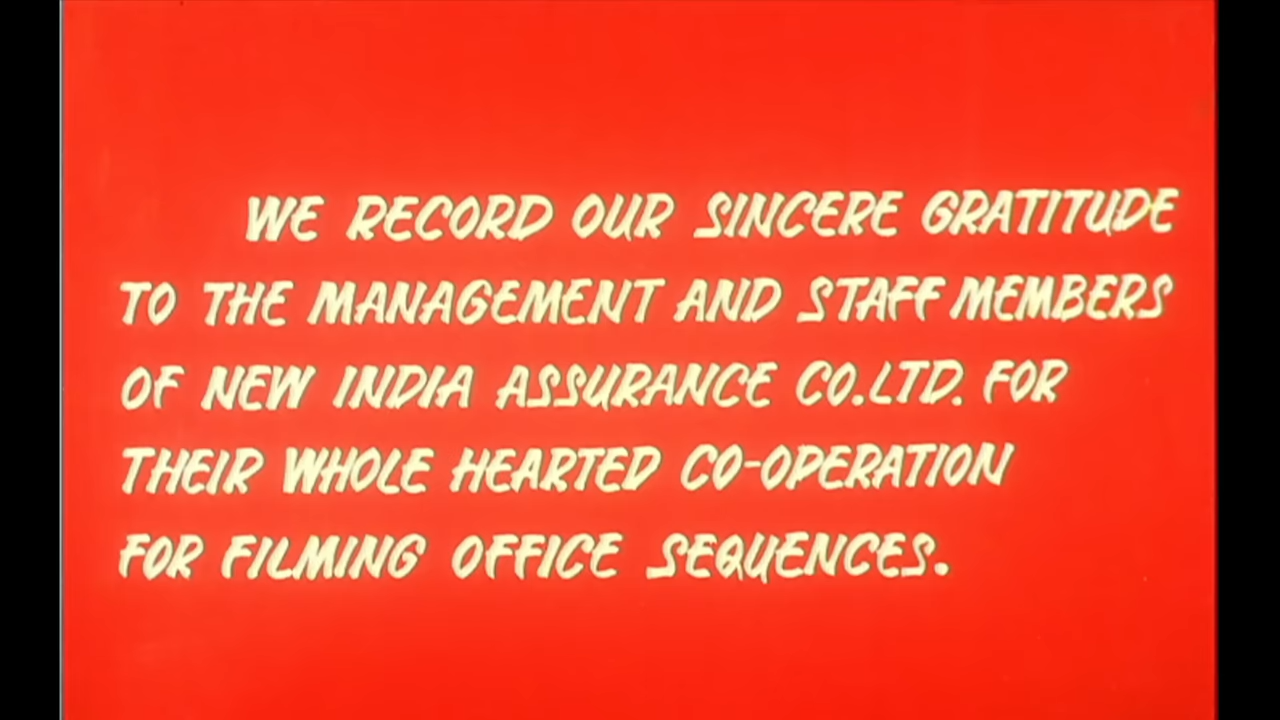 WE RECORD OUR SINCERE GRATITUDE
TO THE MANAGEMENT AND STAFF MEMBERS
OF NEW INDIA ASSURANCE CO.LTD. FOR
THEIR WHOLE HEARTED CO-OPERATION
FOR FILMING OFFICE SEQUENCES.